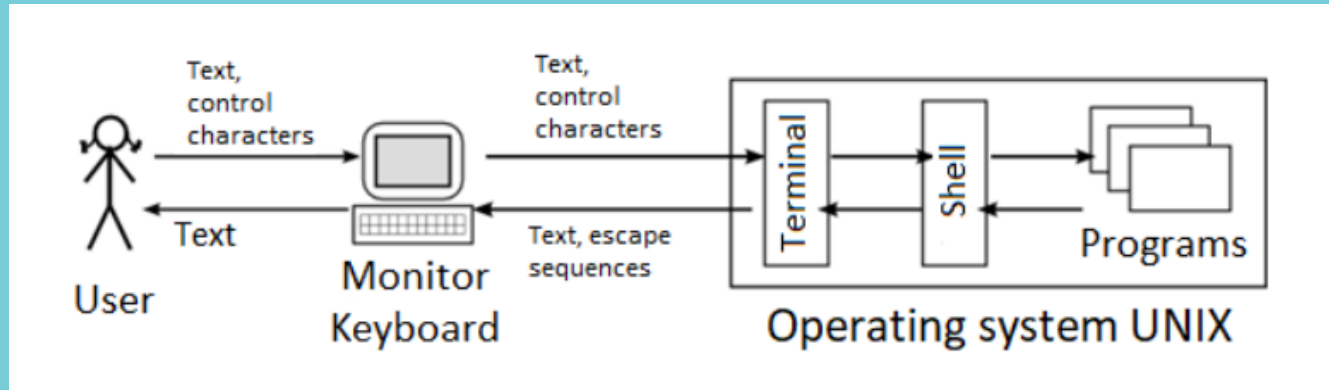 Text,
control
characters
Text,
control
characters
Text
Text, escape
sequences
Terminal
Shell
Programs
User
Monitor
Keyboard
Operating system UNIX